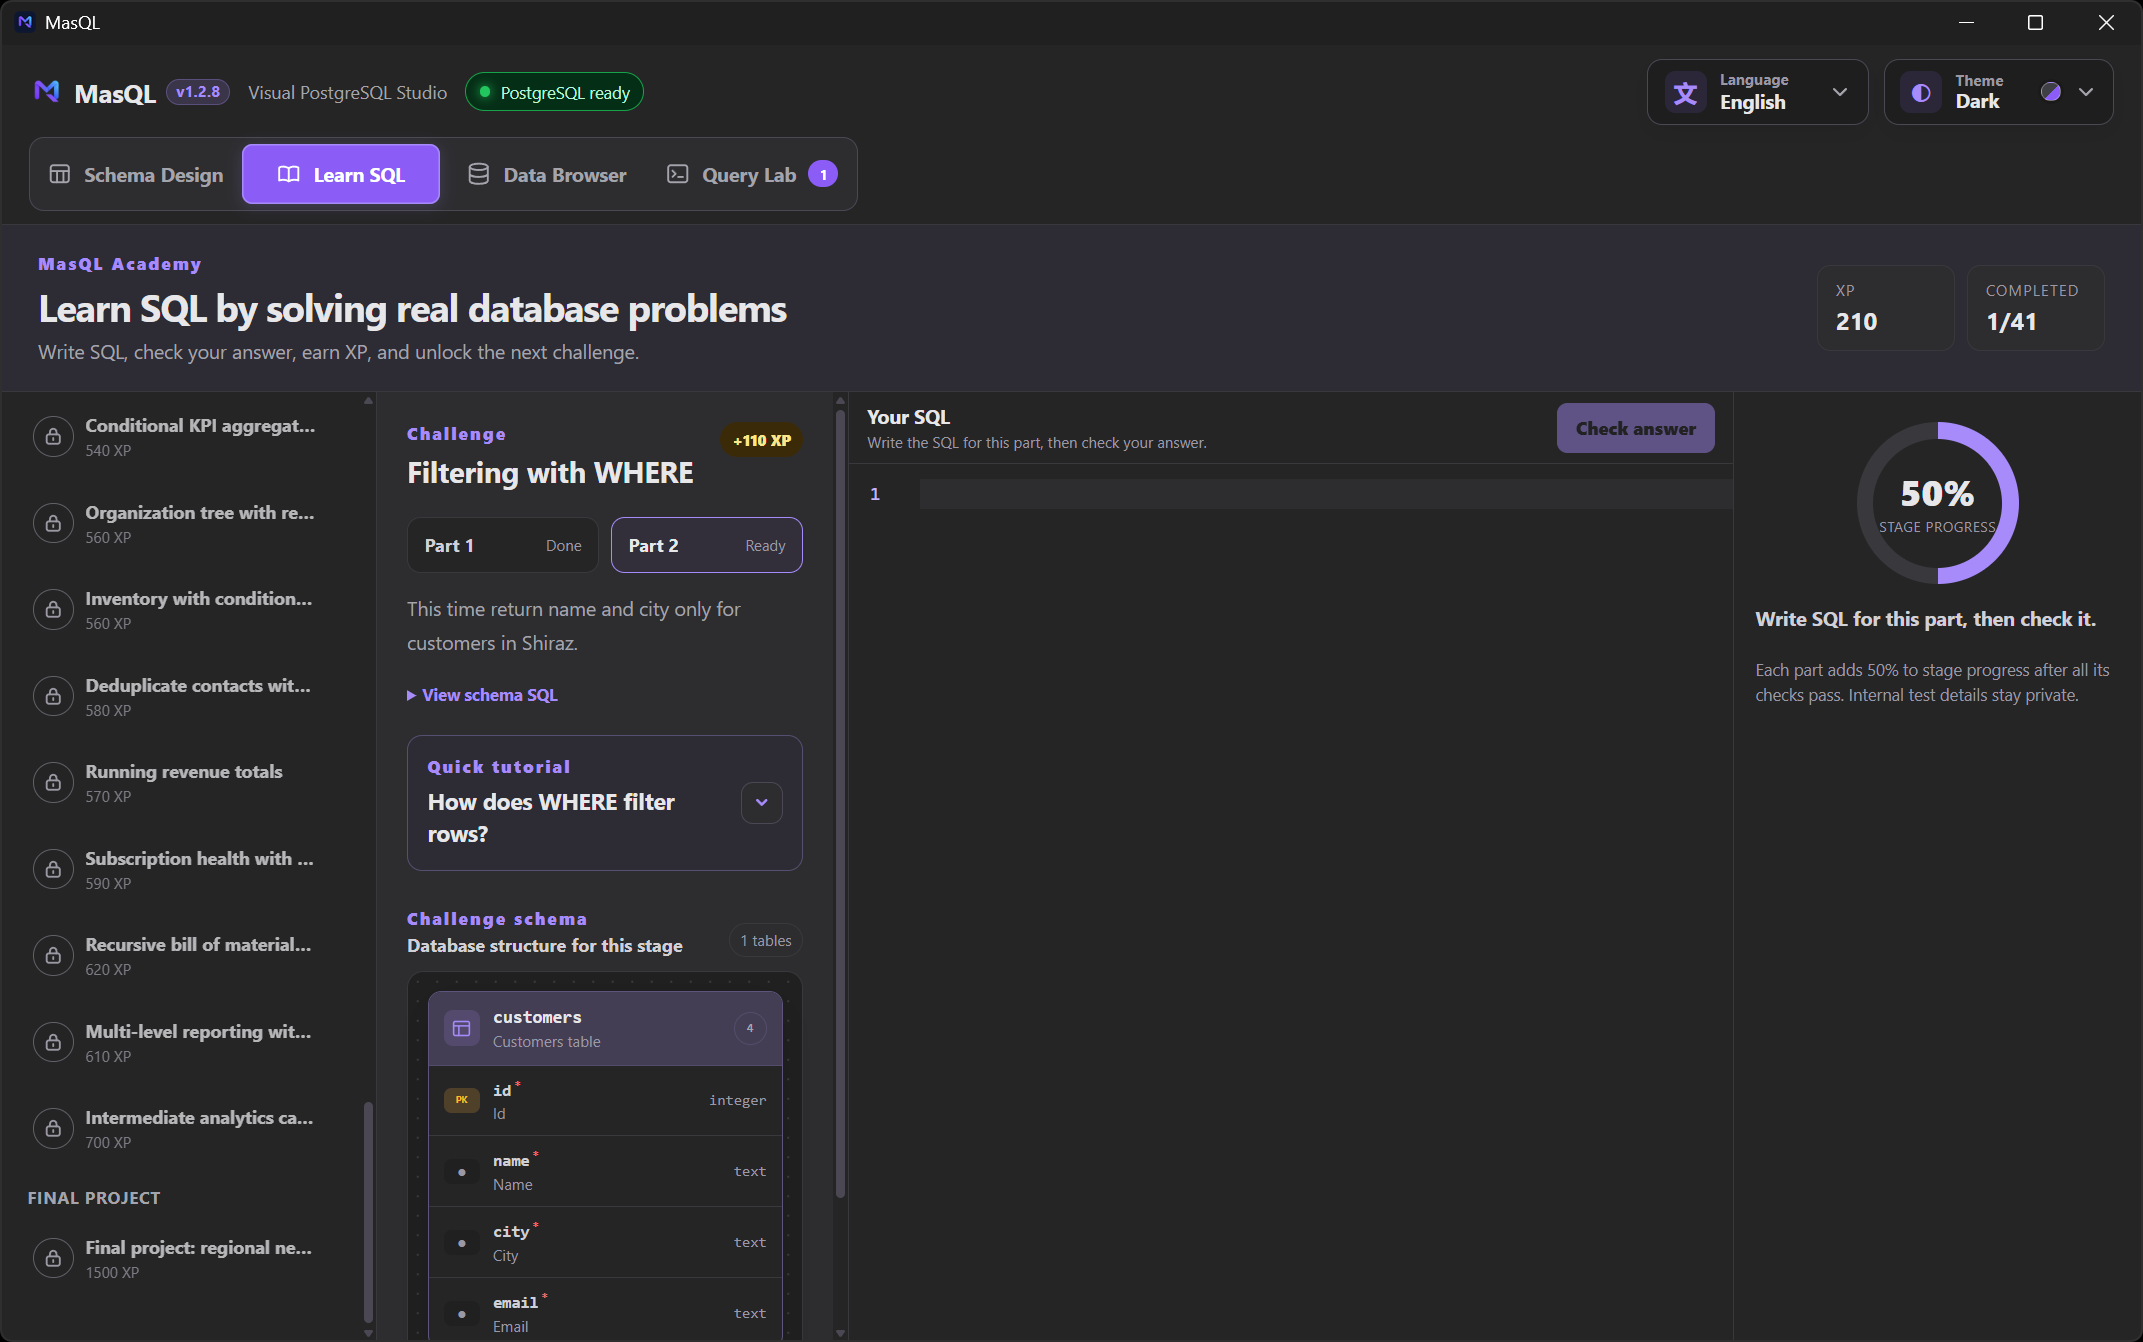 MasQL
MasQL v1.2.8 Visual PostgreSQL Studio PostgreSQL ready
文 Language
English
Theme
Dark
Schema Design Learn SQL Data Browser Query Lab 1
MasQL Academy
Learn SQL by solving real database problems
Write SQL, check your answer, earn XP, and unlock the next challenge.
XP
210
COMPLETED
1/41
Conditional KPI aggregat...
540 XP
Organization tree with re...
560 XP
Inventory with condition...
560 XP
Deduplicate contacts wit...
580 XP
Running revenue totals
570 XP
Subscription health with ...
590 XP
Recursive bill of material...
620 XP
Multi-level reporting wit...
610 XP
Intermediate analytics ca...
700 XP
FINAL PROJECT
Final project: regional ne...
1500 XP
Challenge
+110 XP
Filtering with WHERE
Part 1 Done
Part 2 Ready
This time return name and city only for
customers in Shiraz.
View schema SQL
Quick tutorial
How does WHERE filter
rows?
Challenge schema
Database structure for this stage
1 tables
customers
Customers table
4
PK id* integer
Id
name* text
Name
city* text
City
email* text
Email
Your SQL
Write the SQL for this part, then check your answer.
Check answer
1
50%
STAGE PROGRESS
Write SQL for this part, then check it.
Each part adds 50% to stage progress after all its
checks pass. Internal test details stay private.